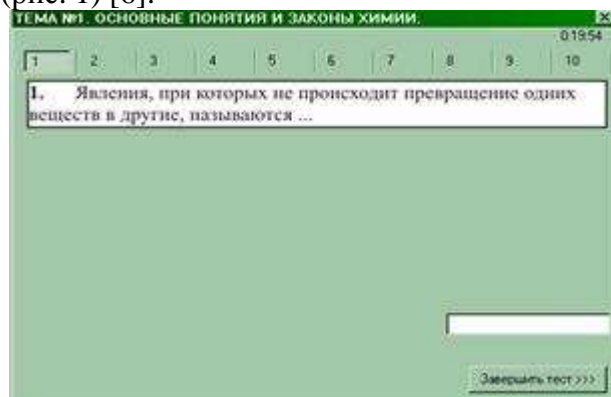 (рис. 1) [6].
ТЕМА №1. ОСНОВНЫЕ ПОНЯТИЯ И ЗАКОНЫ ХИМИИ.
0:19:54
1 2 3 4 5 6 7 8 9 10
1. Явления, при которых не происходит превращение одних
веществ в другие, называются ...
Завершить тест >>>